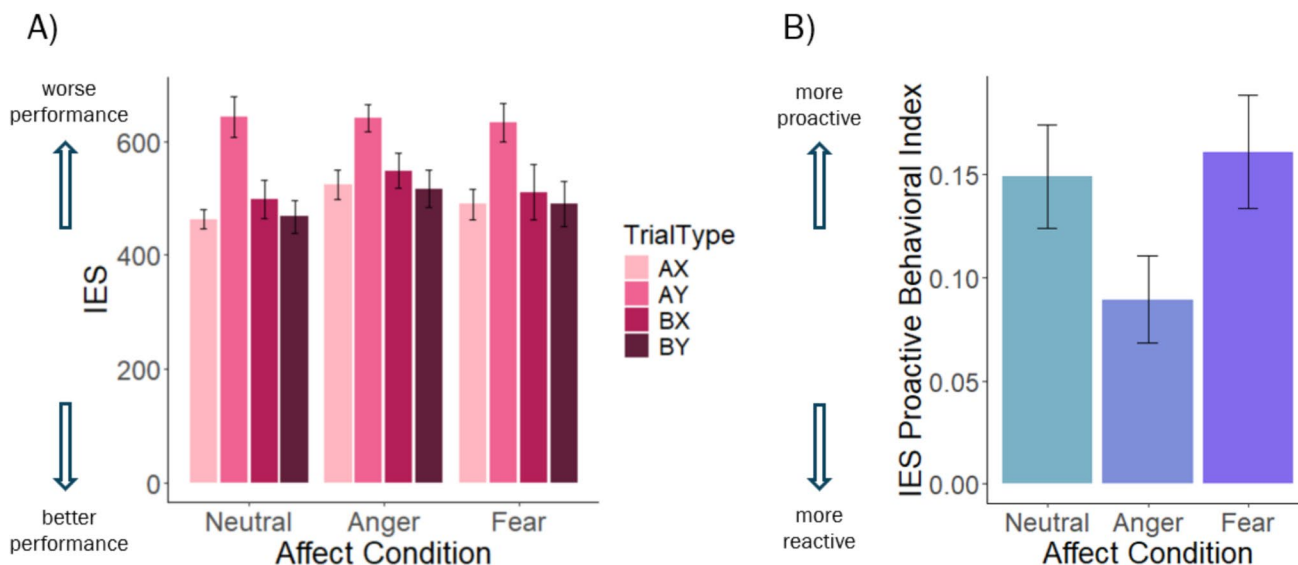 A)
worse
performance
better
performance
IES
600
400
200
0
Neutral Anger Fear
Affect Condition
TrialType
AX
AY
BX
BY
B)
more
proactive
more
reactive
IES Proactive Behavioral Index
0.15
0.10
0.05
0.00
Neutral Anger Fear
Affect Condition